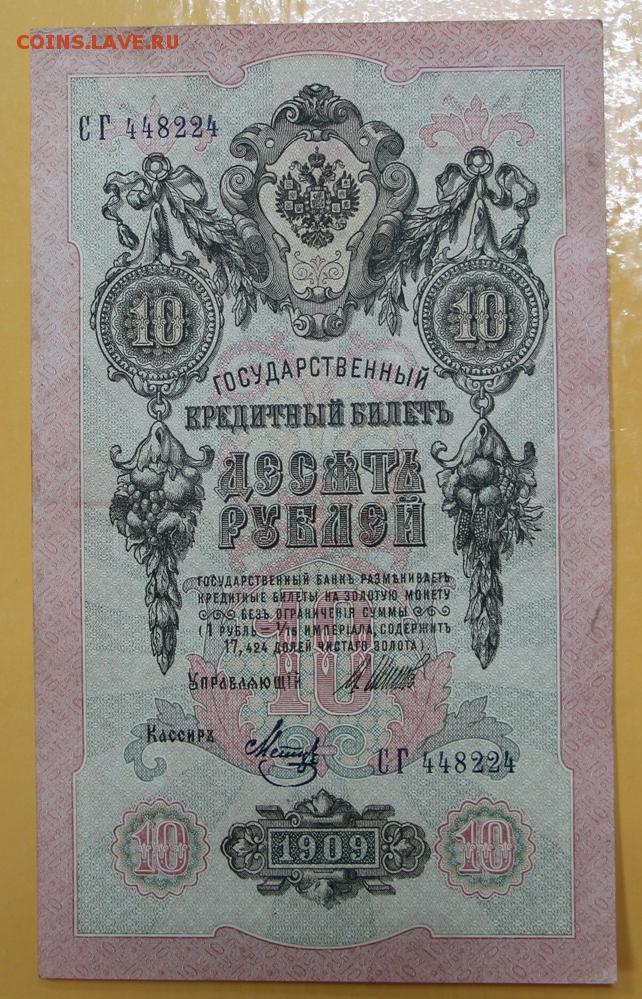 COINS.LAVE.RU
СГ 448224
10 10
ГОСУДАРСТВЕННЫЙ
КРЕДИТНЫЙ БИЛЕТЪ
ДЕСЯТЬ
РУБЛЕЙ
ГОСУДАРСТВЕННЫЙ БАНКЪ РАЗМѢНИВАЕТЪ
КРЕДИТНЫЕ БИЛЕТЫ НА ЗОЛОТУЮ МОНЕТУ
БЕЗЪ ОГРАНИЧЕНІЯ СУММЫ
(1 РУБЛЬ = 1/15 ИМПЕРІАЛА, СОДЕРЖИТЪ
17,424 ДОЛЕЙ ЧИСТАГО ЗОЛОТА)
10
УПРАВЛЯЮЩІЙ
КАССИРЪ
СГ 448224
10 1909 10